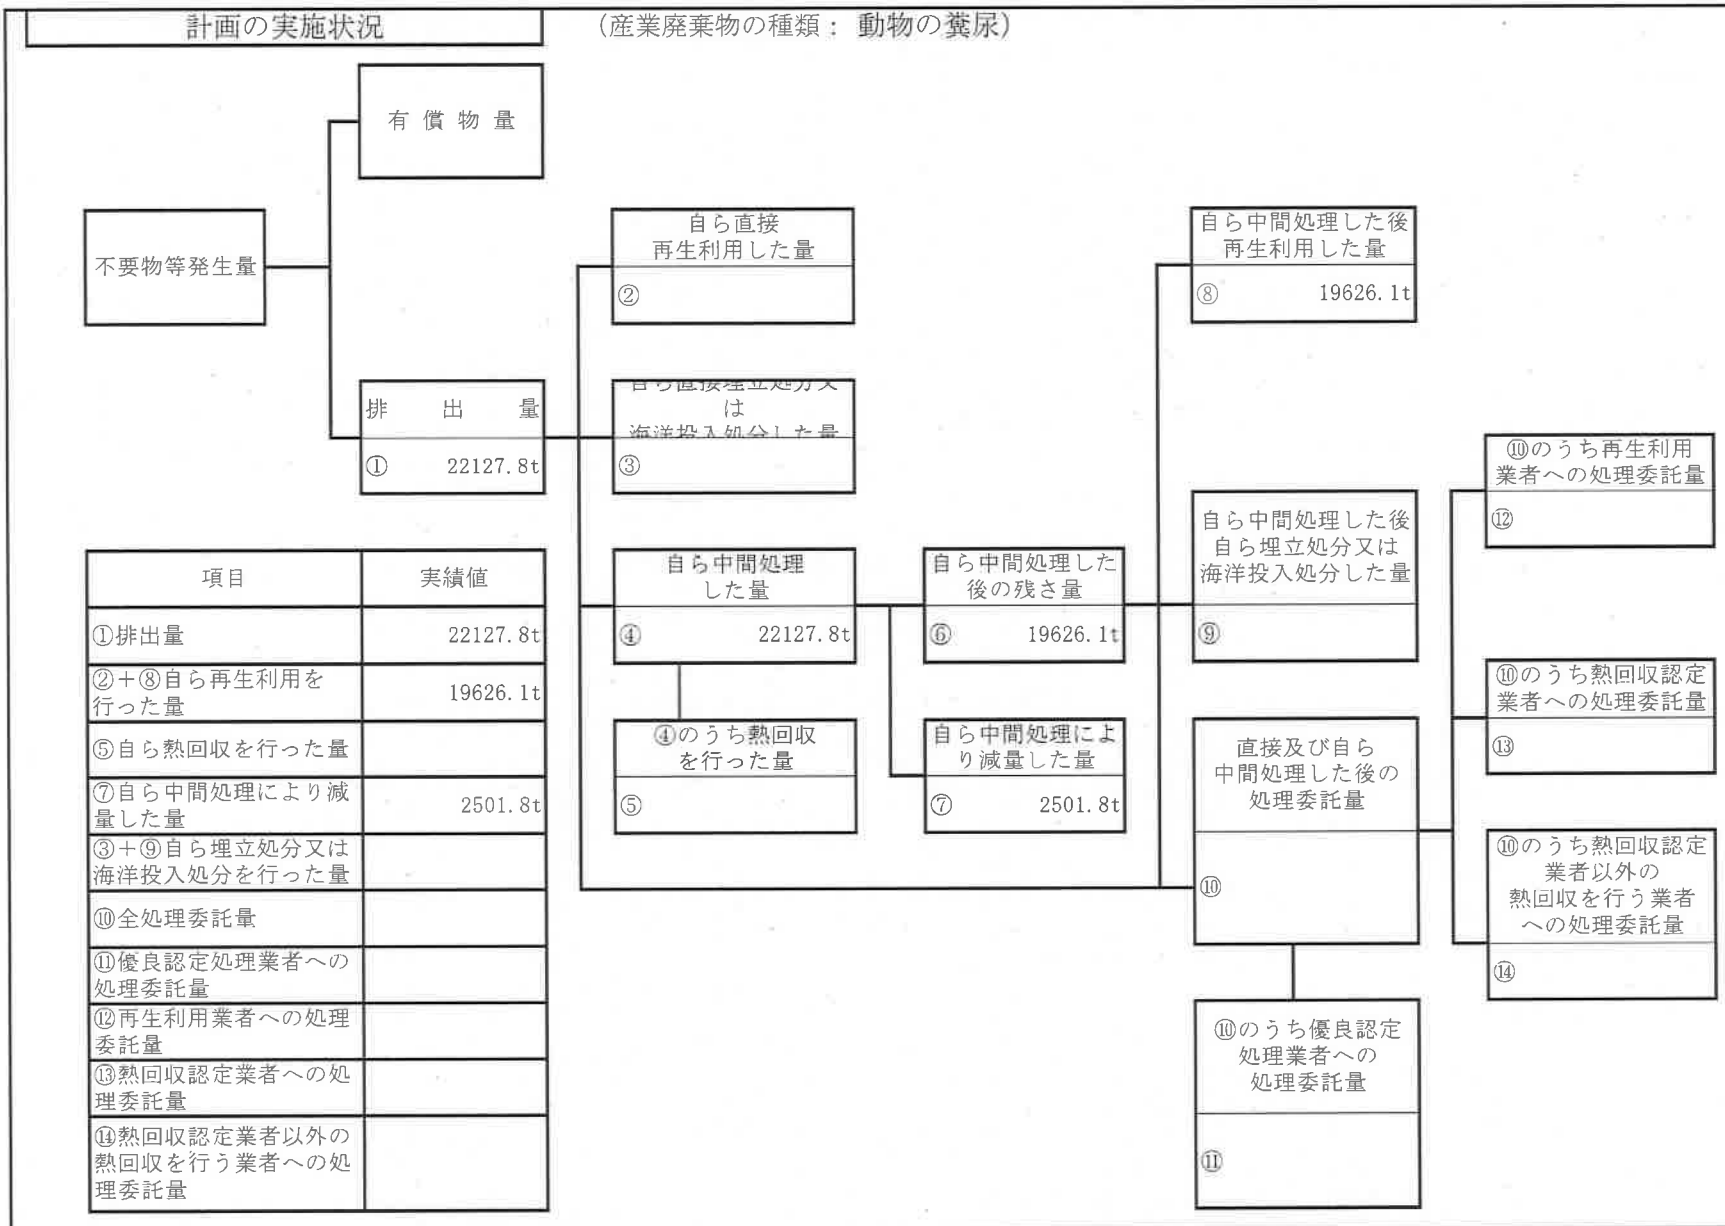 計画の実施状況
(産業廃棄物の種類： 動物の糞尿)
有償物量
不要物等発生量
自ら直接
再生利用した量
②
自ら中間処理した後
再生利用した量
⑧ 19626.1t
排出量
① 22127.8t
自ら直接埋立処分又
は
海洋投入処分した量
③
⑩のうち再生利用
業者への処理委託量
⑫
自ら中間処理した後
自ら埋立処分又は
海洋投入処分した量
⑨
自ら中間処理
した量
④ 22127.8t
自ら中間処理した
後の残さ量
⑥ 19626.1t
⑩のうち熱回収認定
業者への処理委託量
⑬
④のうち熱回収
を行った量
⑤
自ら中間処理によ
り減量した量
⑦ 2501.8t
直接及び自ら
中間処理した後の
処理委託量
⑩
⑩のうち熱回収認定
業者以外の
熱回収を行う業者
への処理委託量
⑭
⑩のうち優良認定
処理業者への
処理委託量
⑪
項目 実績値
①排出量 22127.8t
②＋⑧自ら再生利用を
行った量 19626.1t
⑤自ら熱回収を行った量
⑦自ら中間処理により減
量した量 2501.8t
③＋⑨自ら埋立処分又は
海洋投入処分を行った量
⑩全処理委託量
⑪優良認定処理業者への
処理委託量
⑫再生利用業者への処理
委託量
⑬熱回収認定業者への処
理委託量
⑭熱回収認定業者以外の
熱回収を行う業者への処
理委託量